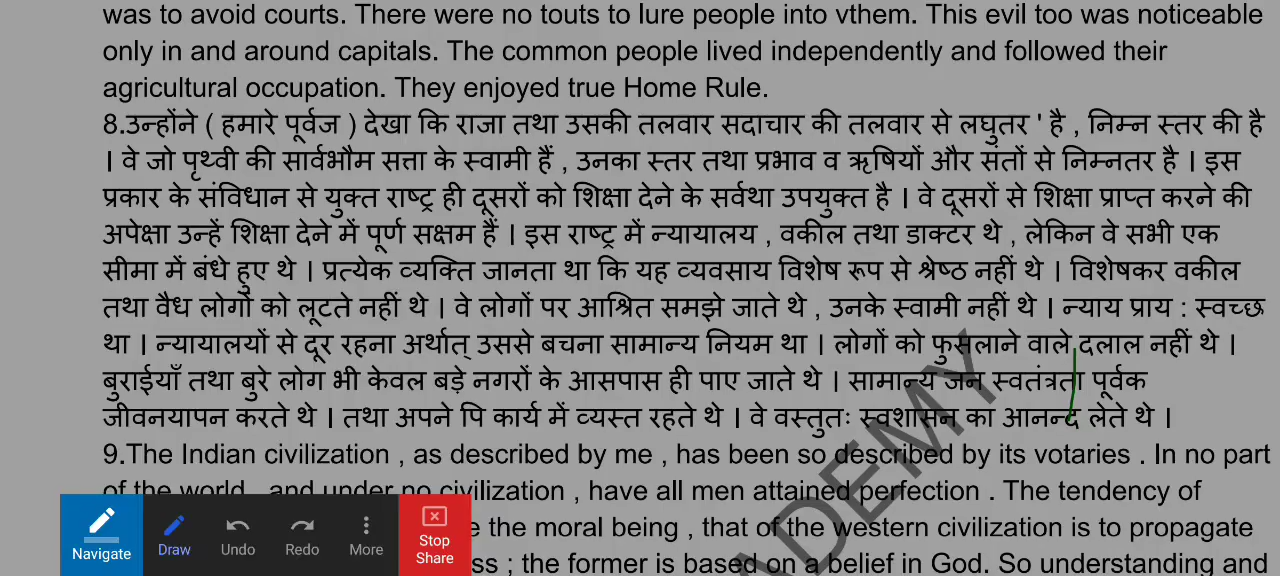 was to avoid courts. There were no touts to lure people into vthem. This evil too was noticeable
only in and around capitals. The common people lived independently and followed their
agricultural occupation. They enjoyed true Home Rule.
8.उन्होंने ( हमारे पूर्वज ) देखा कि राजा तथा उसकी तलवार सदाचार की तलवार से लघुतर ' है , निम्न स्तर की है
। वे जो पृथ्वी की सार्वभौम सत्ता के स्वामी हैं , उनका स्तर तथा प्रभाव व ऋषियों और संतों से निम्नतर है । इस
प्रकार के संविधान से युक्त राष्ट्र ही दूसरों को शिक्षा देने के सर्वथा उपयुक्त है । वे दूसरों से शिक्षा प्राप्त करने की
अपेक्षा उन्हें शिक्षा देने में पूर्ण सक्षम हैं । इस राष्ट्र में न्यायालय , वकील तथा डाक्टर थे , लेकिन वे सभी एक
सीमा में बंधे हुए थे । प्रत्येक व्यक्ति जानता था कि यह व्यवसाय विशेष रूप से श्रेष्ठ नहीं थे । विशेषकर वकील
तथा वैध लोगों को लूटते नहीं थे । वे लोगों पर आश्रित समझे जाते थे , उनके स्वामी नहीं थे । न्याय प्राय : स्वच्छ
था । न्यायालयों से दूर रहना अर्थात् उससे बचना सामान्य नियम था । लोगों को फुसलाने वाले दलाल नहीं थे ।
बुराईयाँ तथा बुरे लोग भी केवल बड़े नगरों के आसपास ही पाए जाते थे । सामान्य जन स्वतंत्रता पूर्वक
जीवनयापन करते थे । तथा अपने पि कार्य में व्यस्त रहते थे । वे वस्तुतः स्वशासन का आनन्द लेते थे ।
9.The Indian civilization , as described by me , has been so described by its votaries . In no part
of the world , and under no civilization , have all men attained perfection . The tendency of
the moral being , that of the western civilization is to propagate
ss ; the former is based on a belief in God. So understanding and
Navigate
Draw
Undo
Redo
More
Stop
Share
DEMY